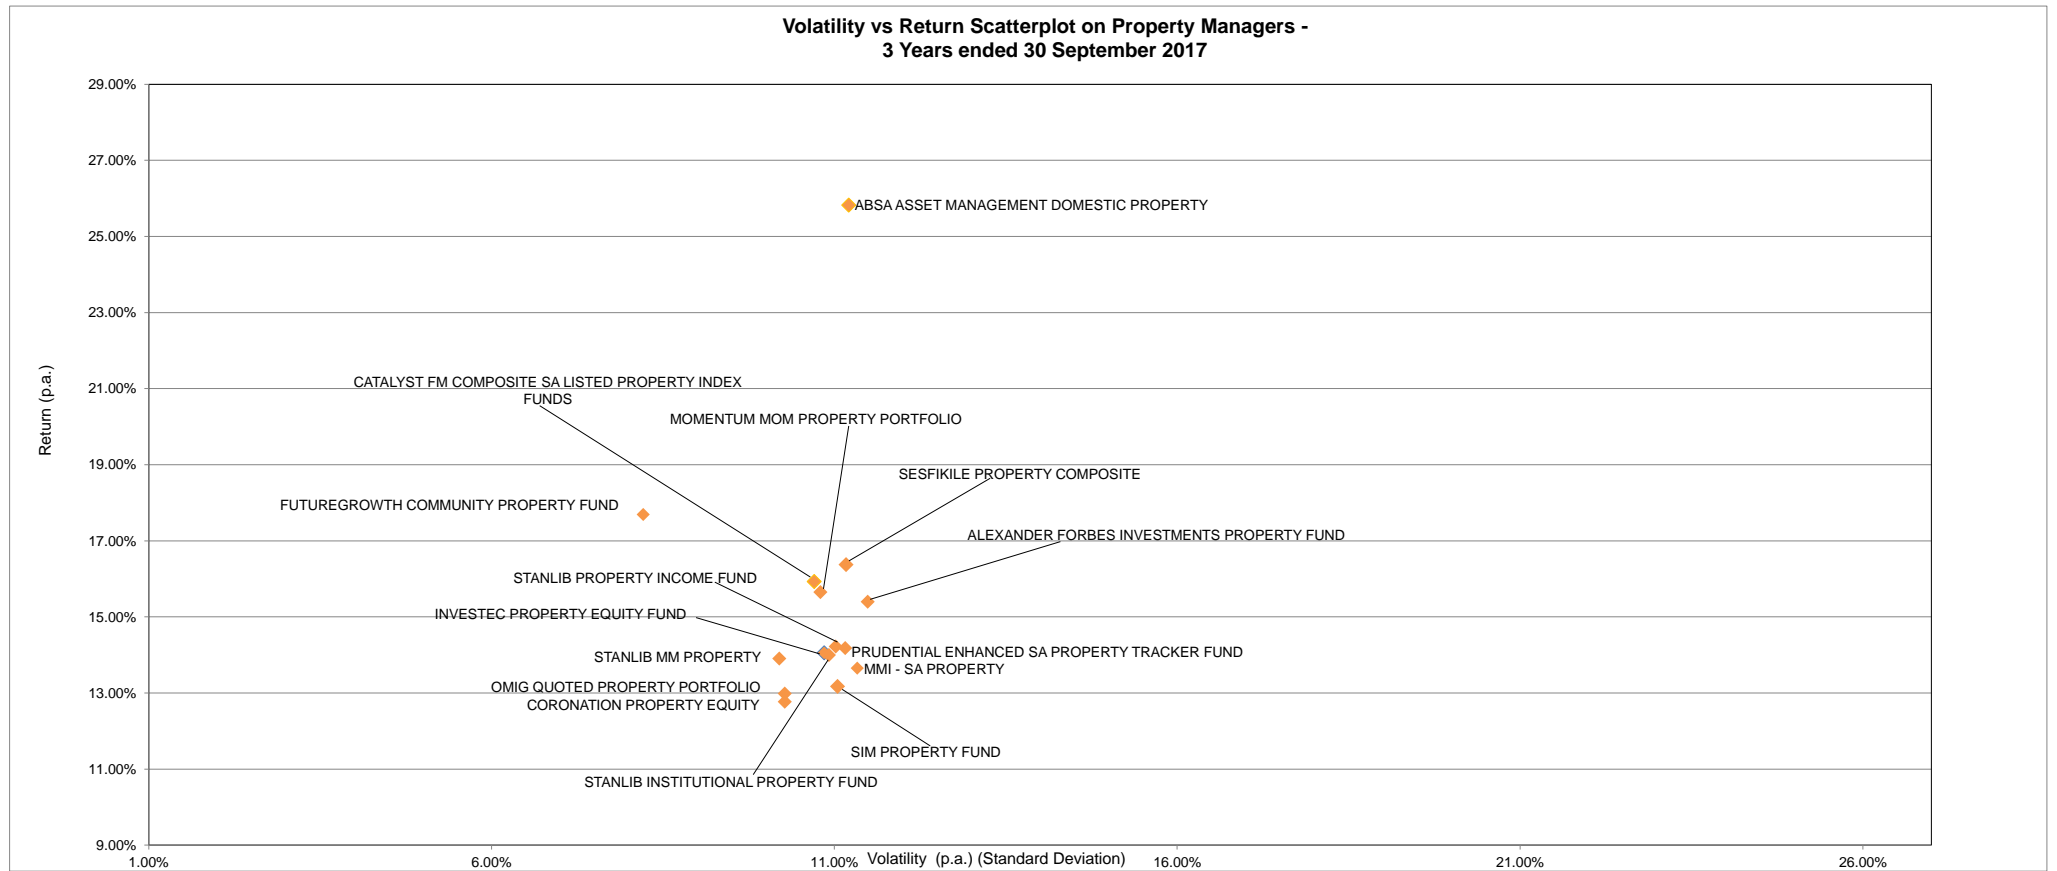 Volatility vs Return Scatterplot on Property Managers -
3 Years ended 30 September 2017
29.00%
27.00%
ABSA ASSET MANAGEMENT DOMESTIC PROPERTY
25.00%
23.00%
21.00%
CATALYST FM COMPOSITE SA LISTED PROPERTY INDEX
FUNDS
MOMENTUM MOM PROPERTY PORTFOLIO
Return (p.a.)
19.00%
SESFIKILE PROPERTY COMPOSITE
FUTUREGROWTH COMMUNITY PROPERTY FUND
17.00%
ALEXANDER FORBES INVESTMENTS PROPERTY FUND
STANLIB PROPERTY INCOME FUND
15.00%
INVESTEC PROPERTY EQUITY FUND
PRUDENTIAL ENHANCED SA PROPERTY TRACKER FUND
STANLIB MM PROPERTY
MMI - SA PROPERTY
13.00%
OMIG QUOTED PROPERTY PORTFOLIO
CORONATION PROPERTY EQUITY
SIM PROPERTY FUND
11.00%
STANLIB INSTITUTIONAL PROPERTY FUND
9.00%
1.00%
6.00%
11.00%
Volatility  (p.a.) (Standard Deviation)
16.00%
21.00%
26.00%